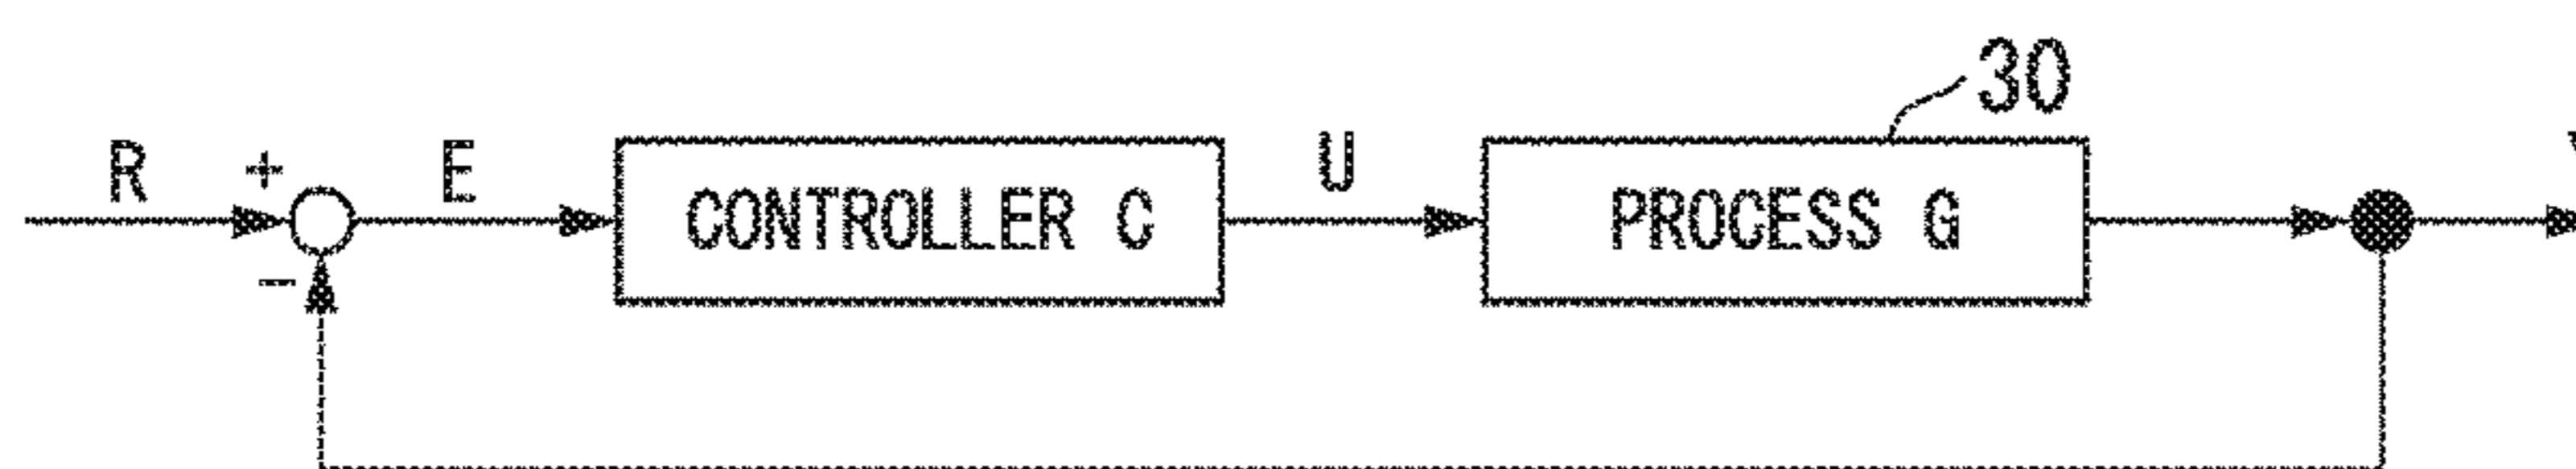 30
R + E U
CONTROLLER C PROCESS G
−